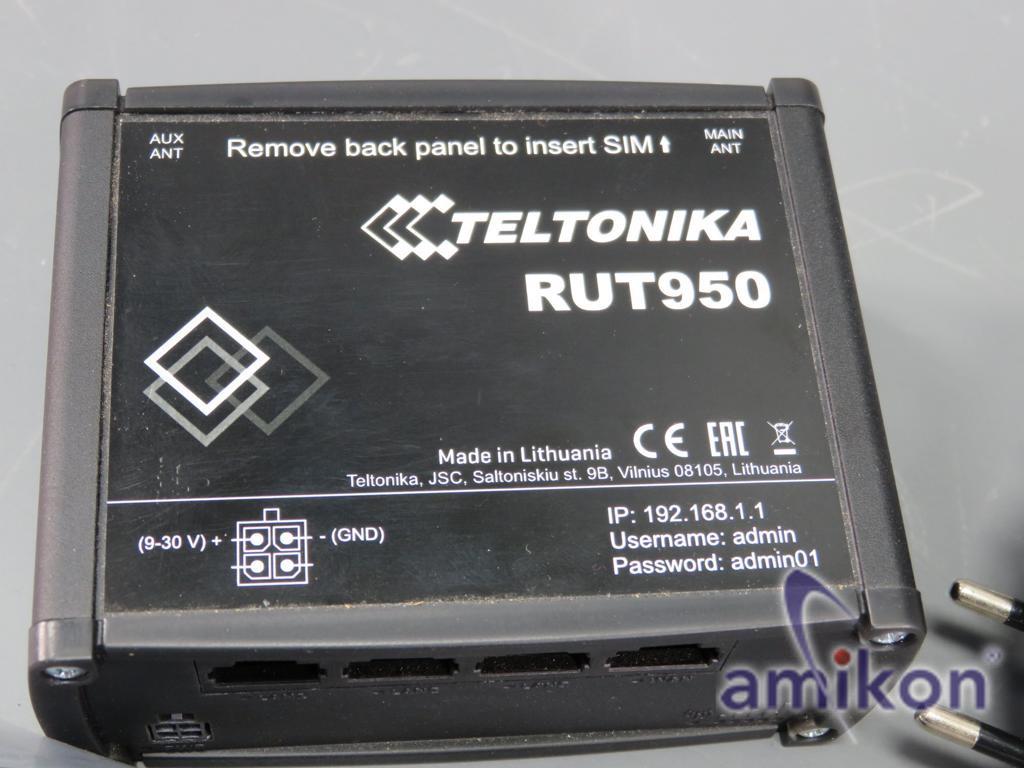 AUX
ANT
Remove back panel to insert SIM
MAIN
ANT
TELTONIKA
RUT950
Made in Lithuania
CE EAC
Teltonika, JSC, Saltoniskiu st. 9B, Vilnius 08105, Lithuania
(9-30 V) +
- (GND)
IP: 192.168.1.1
Username: admin
Password: admin01
amikon